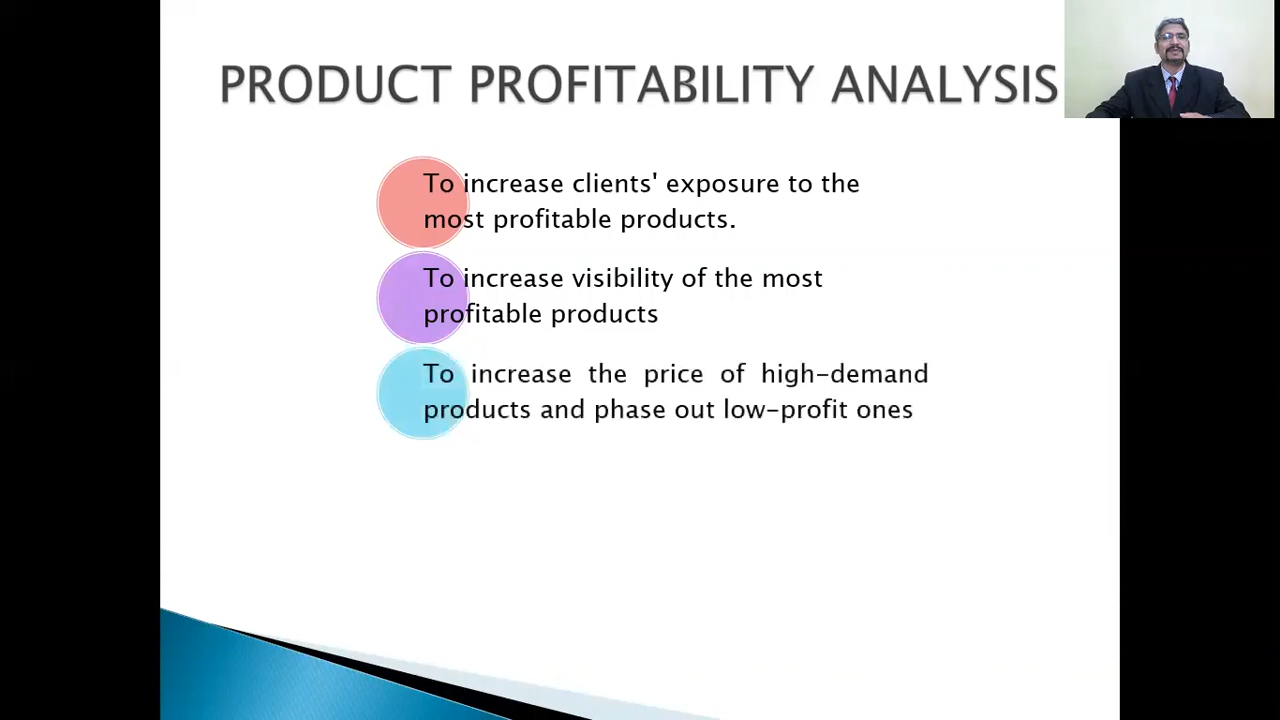 PRODUCT PROFITABILITY ANALYSIS
To increase clients' exposure to the
most profitable products.
To increase visibility of the most
profitable products
To increase the price of high-demand
products and phase out low-profit ones